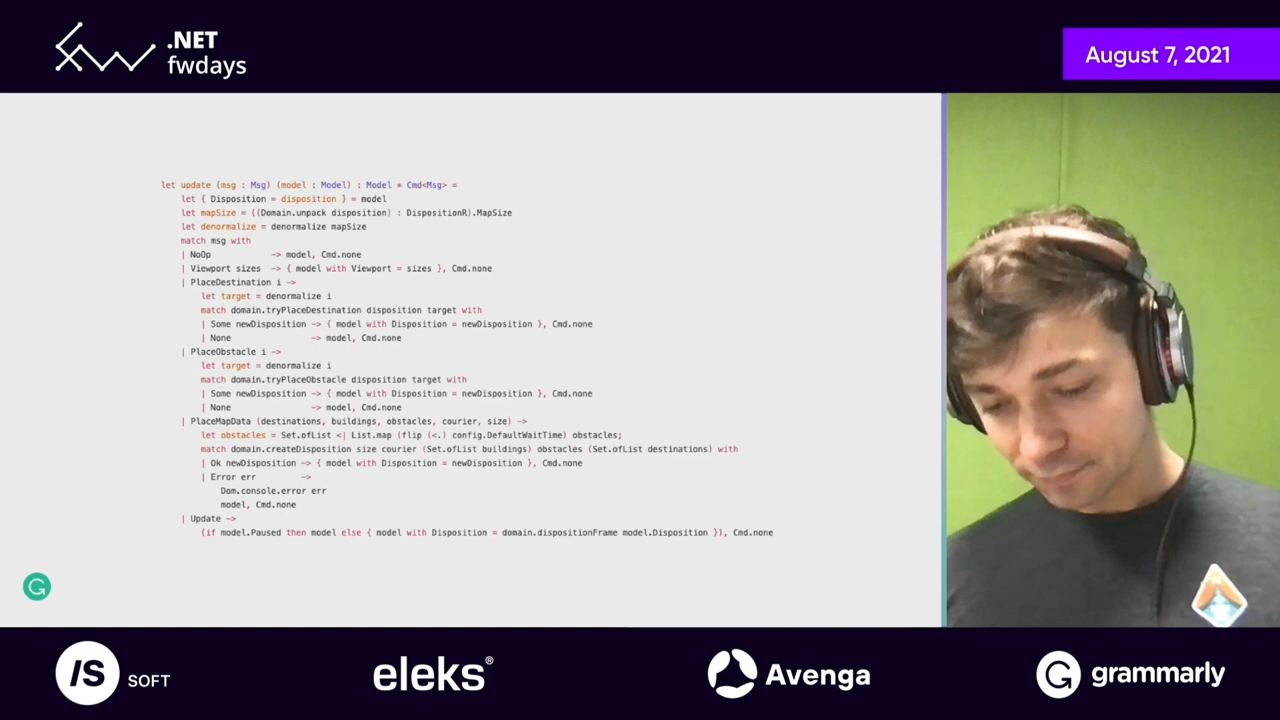 .NET
fwdays
August 7, 2021
let update (msg : Msg) (model : Model) : Model * Cmd<Msg> =
let { Disposition = disposition } = model
let mapSize = ((Domain.unpack disposition) : DispositionR).MapSize
let denormalize = denormalize mapSize
match msg with
| NoOp -> model, Cmd.none
| Viewport sizes -> { model with Viewport = sizes }, Cmd.none
| PlaceDestination i ->
let target = denormalize i
match domain.tryPlaceDestination disposition target with
| Some newDisposition -> { model with Disposition = newDisposition }, Cmd.none
| None -> model, Cmd.none
| PlaceObstacle i ->
let target = denormalize i
match domain.tryPlaceObstacle disposition target with
| Some newDisposition -> { model with Disposition = newDisposition }, Cmd.none
| None -> model, Cmd.none
| PlaceMapData (destinations, buildings, obstacles, courier, size) ->
let obstacles = Set.ofList <| List.map (flip (<.) config.DefaultWaitTime) obstacles;
match domain.createDisposition size courier (Set.ofList buildings) obstacles (Set.ofList destinations) with
| Ok newDisposition -> { model with Disposition = newDisposition }, Cmd.none
| Error err ->
Dom.console.error err
model, Cmd.none
| Update ->
(if model.Paused then model else { model with Disposition = domain.dispositionFrame model.Disposition }), Cmd.none
IS SOFT
eleks®
Avenga
grammarly